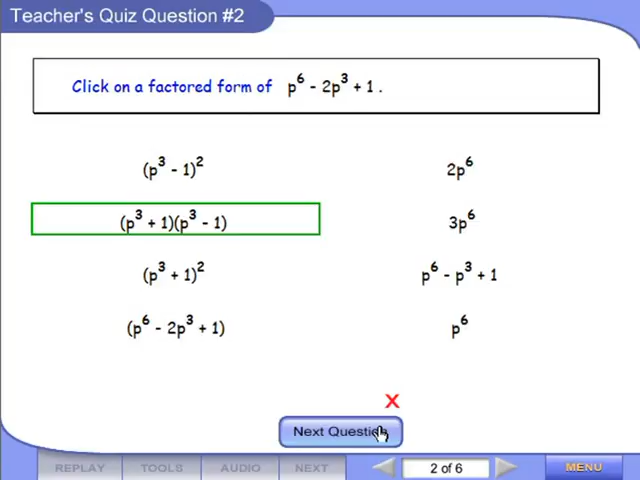 Teacher's Quiz Question #2
Click on a factored form of p⁶ - 2p³ + 1 .
(p³ - 1)²
2p⁶
(p³ + 1)(p³ - 1)
3p⁶
(p³ + 1)²
p⁶ - p³ + 1
(p⁶ - 2p³ + 1)
p⁶
X
Next Question
REPLAY TOOLS AUDIO NEXT 2 of 6 MENU